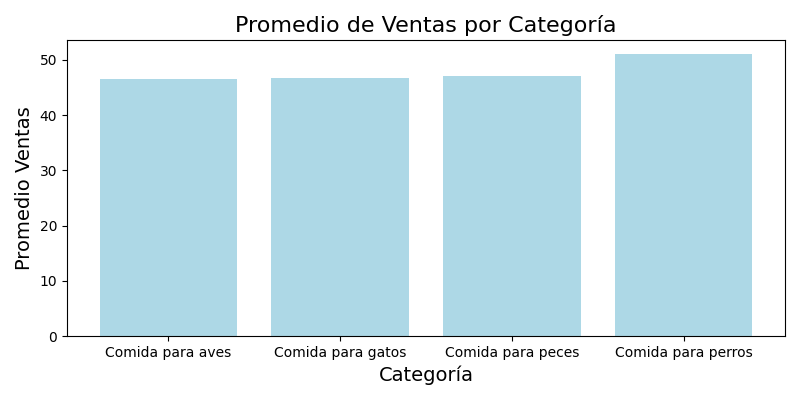 Promedio de Ventas por Categoría
Promedio Ventas
50
40
30
20
10
0
Comida para aves
Comida para gatos
Comida para peces
Comida para perros
Categoría